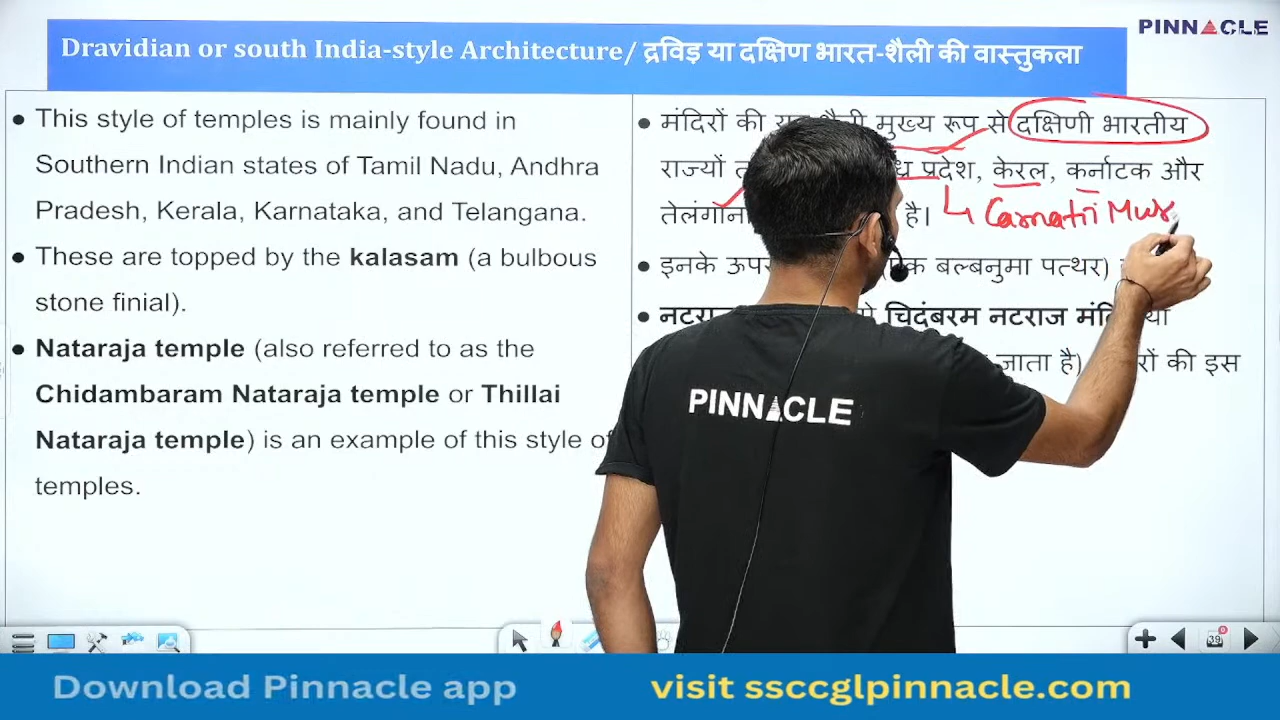 Dravidian or south India-style Architecture/ द्रविड़ या दक्षिण भारत-शैली की वास्तुकला
PINNACLE
• This style of temples is mainly found in
Southern Indian states of Tamil Nadu, Andhra
Pradesh, Kerala, Karnataka, and Telangana.
• These are topped by the kalasam (a bulbous
stone finial).
• Nataraja temple (also referred to as the
Chidambaram Nataraja temple or Thillai
Nataraja temple) is an example of this style of
temples.
• मंदिरों की शैली मुख्य रूप से दक्षिणी भारतीय
राज्यों प्रदेश, केरल, कर्नाटक और
तेलंगाना है।
• इनके ऊपर बल्बनुमा पत्थर)
• चिदंबरम नटराज
जाता है) की इस
PINNACLE
39
Download Pinnacle app
visit ssccglpinnacle.com